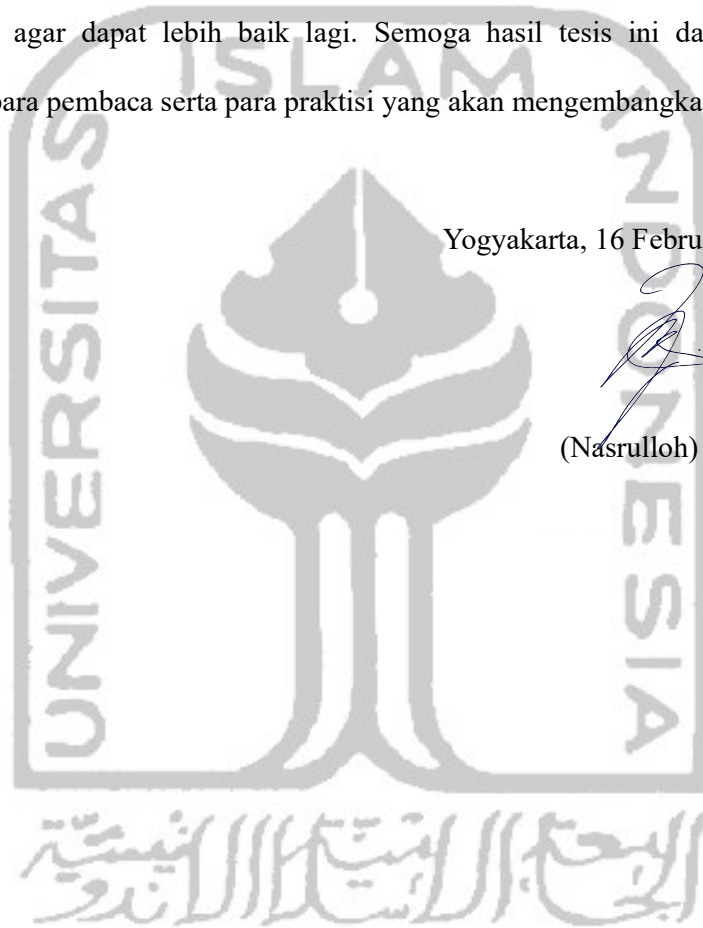 agar dapat lebih baik lagi. Semoga hasil tesis ini da
para pembaca serta para praktisi yang akan mengembangka
ISLAM
UNIVERSITAS
INDONESIA
Yogyakarta, 16 Febru
(Nasrulloh)